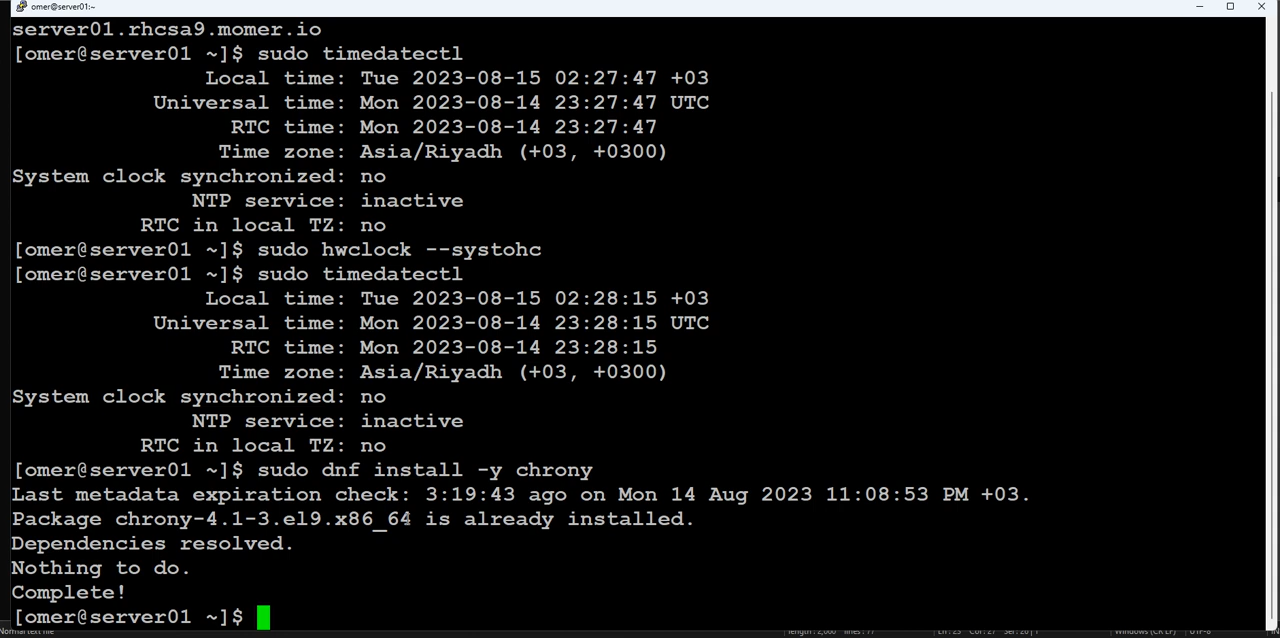 omer@server01:~
server01.rhcsa9.momer.io
[omer@server01 ~]$ sudo timedatectl
Local time: Tue 2023-08-15 02:27:47 +03
Universal time: Mon 2023-08-14 23:27:47 UTC
RTC time: Mon 2023-08-14 23:27:47
Time zone: Asia/Riyadh (+03, +0300)
System clock synchronized: no
NTP service: inactive
RTC in local TZ: no
[omer@server01 ~]$ sudo hwclock --systohc
[omer@server01 ~]$ sudo timedatectl
Local time: Tue 2023-08-15 02:28:15 +03
Universal time: Mon 2023-08-14 23:28:15 UTC
RTC time: Mon 2023-08-14 23:28:15
Time zone: Asia/Riyadh (+03, +0300)
System clock synchronized: no
NTP service: inactive
RTC in local TZ: no
[omer@server01 ~]$ sudo dnf install -y chrony
Last metadata expiration check: 3:19:43 ago on Mon 14 Aug 2023 11:08:53 PM +03.
Package chrony-4.1-3.el9.x86_64 is already installed.
Dependencies resolved.
Nothing to do.
Complete!
[omer@server01 ~]$